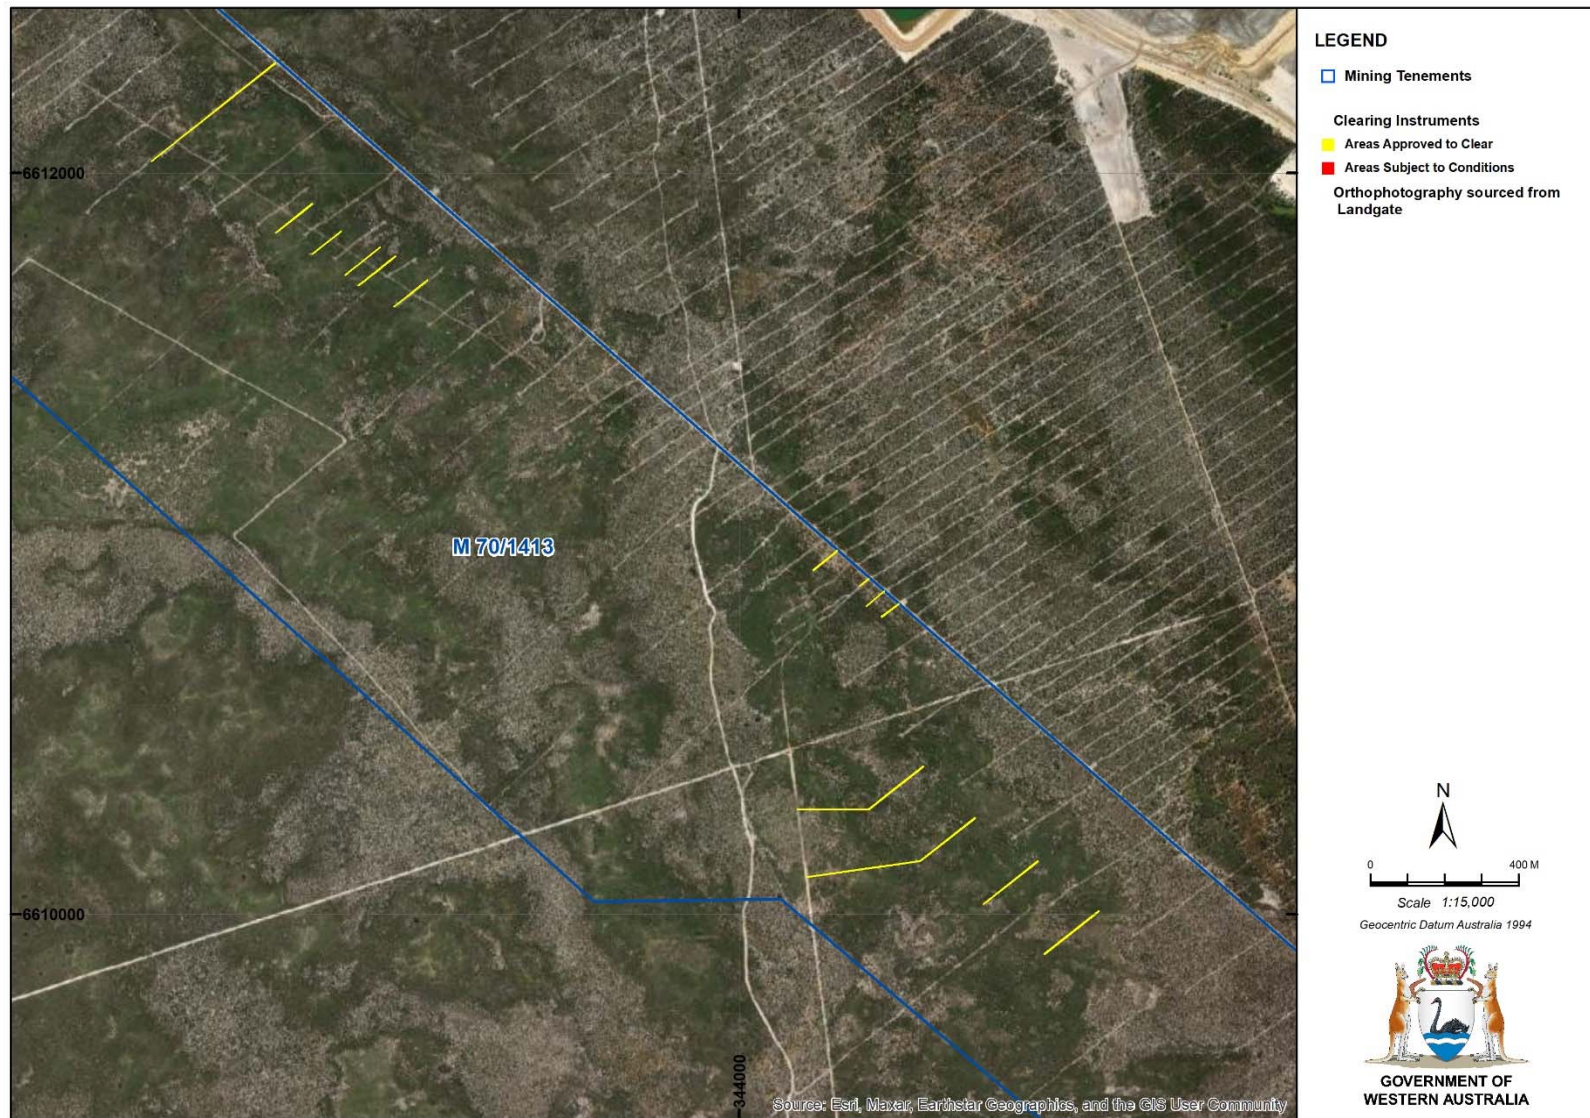 LEGEND
Mining Tenements
Clearing Instruments
Areas Approved to Clear
Areas Subject to Conditions
Orthophotography sourced from
Landgate
6612000
M 70/1413
6610000
344000
Source: Esri, Maxar, Earthstar Geographics, and the GIS User Community
N
0 400 M
Scale 1:15,000
Geocentric Datum Australia 1994
GOVERNMENT OF
WESTERN AUSTRALIA